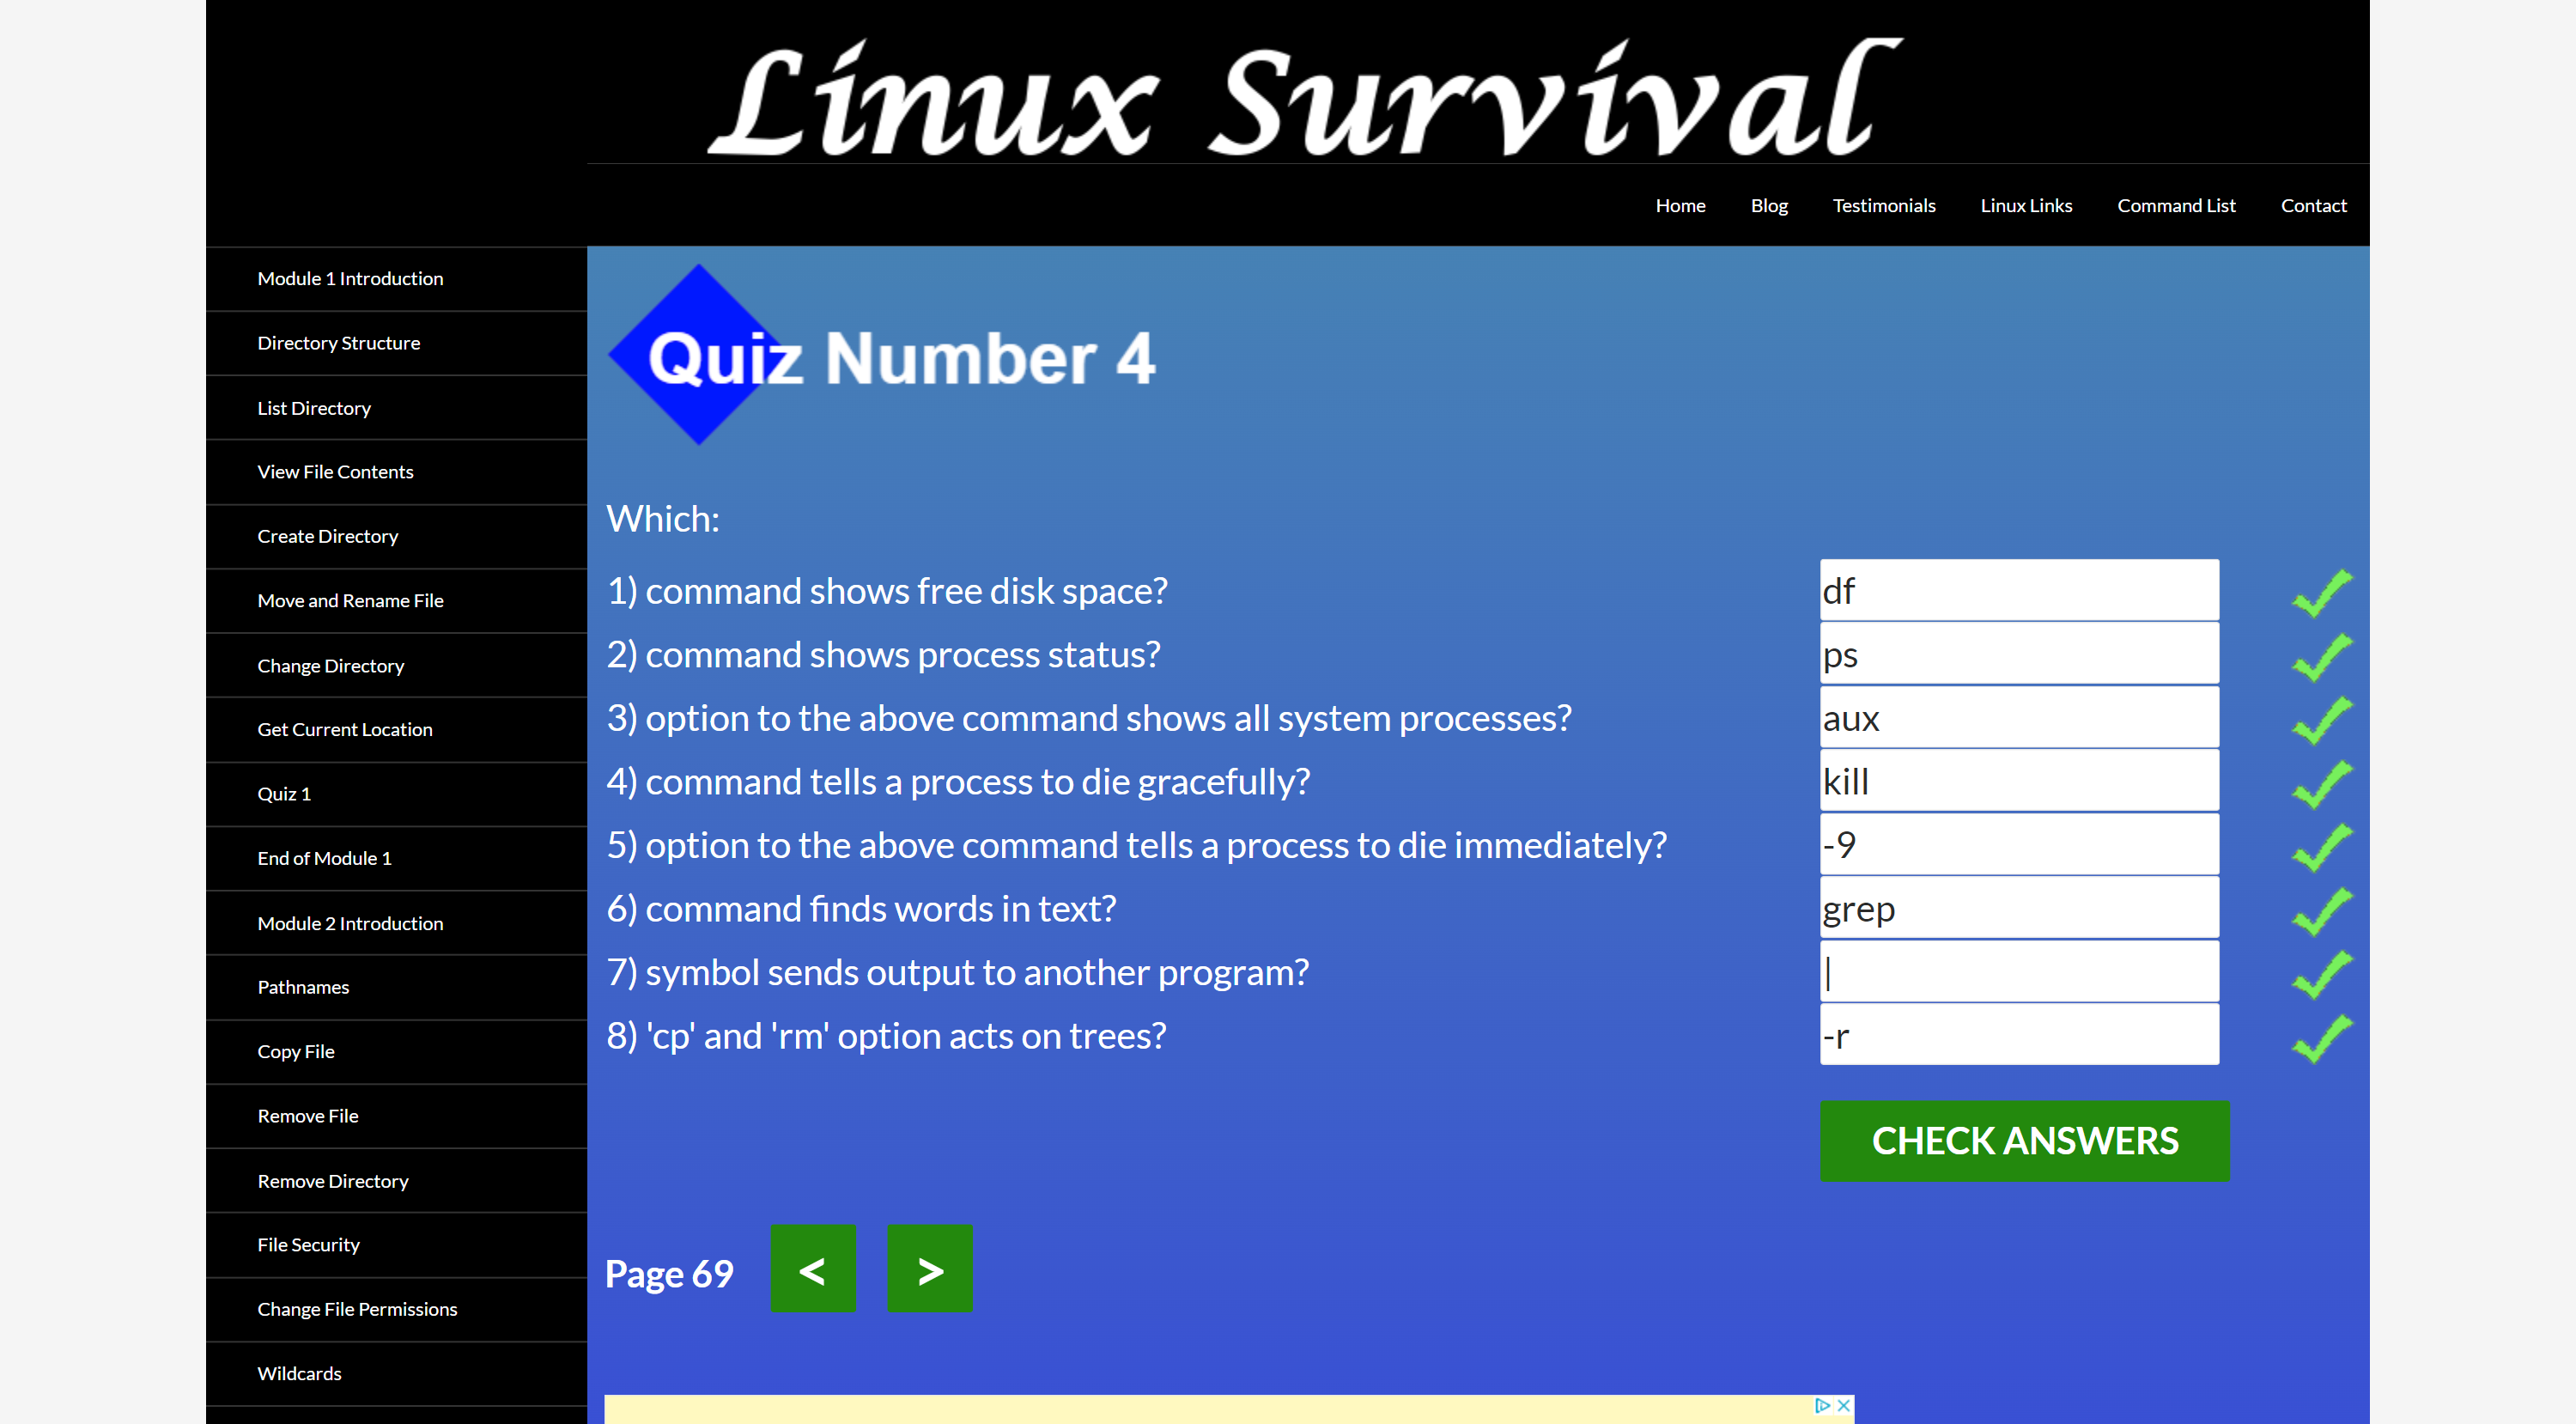 Linux Survival
Home Blog Testimonials Linux Links Command List Contact
Module 1 Introduction
Directory Structure
List Directory
View File Contents
Create Directory
Move and Rename File
Change Directory
Get Current Location
Quiz 1
End of Module 1
Module 2 Introduction
Pathnames
Copy File
Remove File
Remove Directory
File Security
Change File Permissions
Wildcards
Quiz Number 4
Which:
1) command shows free disk space? df
2) command shows process status? ps
3) option to the above command shows all system processes? aux
4) command tells a process to die gracefully? kill
5) option to the above command tells a process to die immediately? -9
6) command finds words in text? grep
7) symbol sends output to another program? |
8) 'cp' and 'rm' option acts on trees? -r
CHECK ANSWERS
Page 69 < >